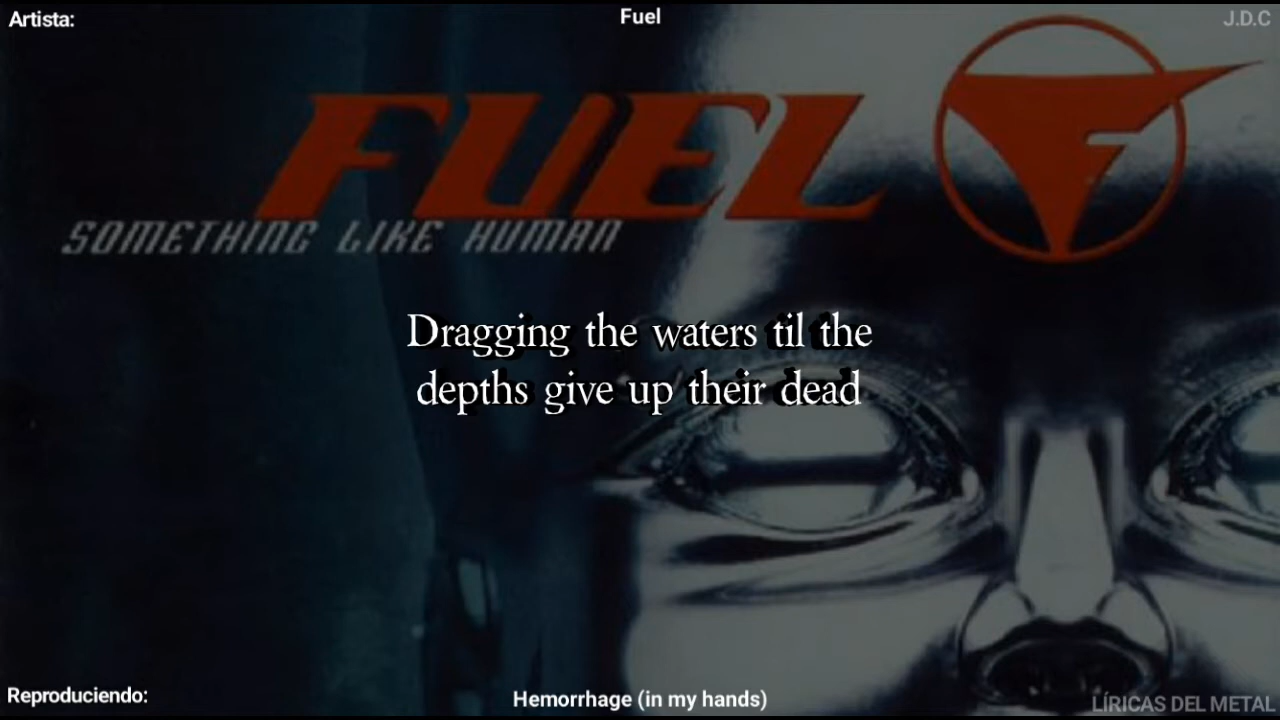 Artista:
Fuel
J.D.C
FUEL
F
SOMETHING LIKE HUMAN
Dragging the waters til the
depths give up their dead
Reproduciendo:
Hemorrhage (in my hands)
LÍRICAS DEL METAL